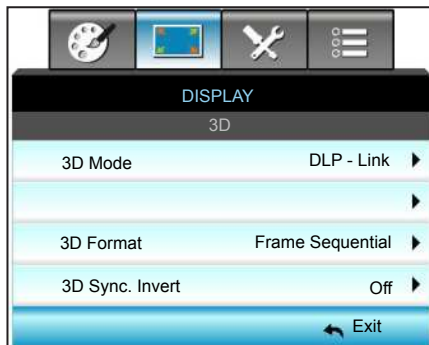 DISPLAY
3D
3D Mode DLP - Link
3D Format Frame Sequential
3D Sync. Invert Off
Exit